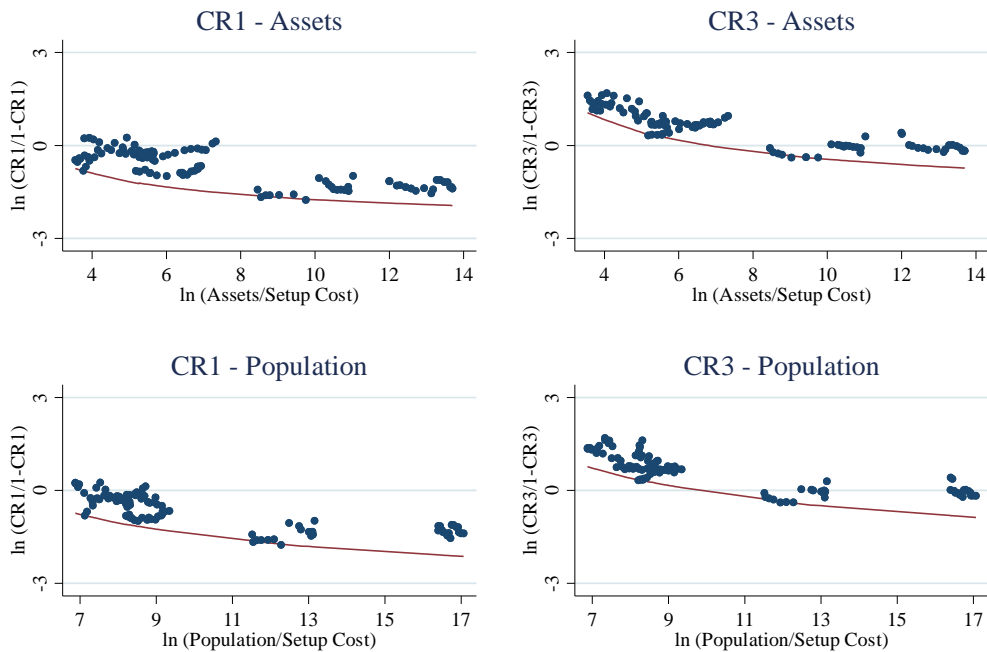 CR1 - Assets
ln (CR1/1-CR1)
3
0
-3
4 6 8 10 12 14
ln (Assets/Setup Cost)
CR3 - Assets
ln (CR3/1-CR3)
3
0
-3
4 6 8 10 12 14
ln (Assets/Setup Cost)
CR1 - Population
ln (CR1/1-CR1)
3
0
-3
7 9 11 13 15 17
ln (Population/Setup Cost)
CR3 - Population
ln (CR3/1-CR3)
3
0
-3
7 9 11 13 15 17
ln (Population/Setup Cost)